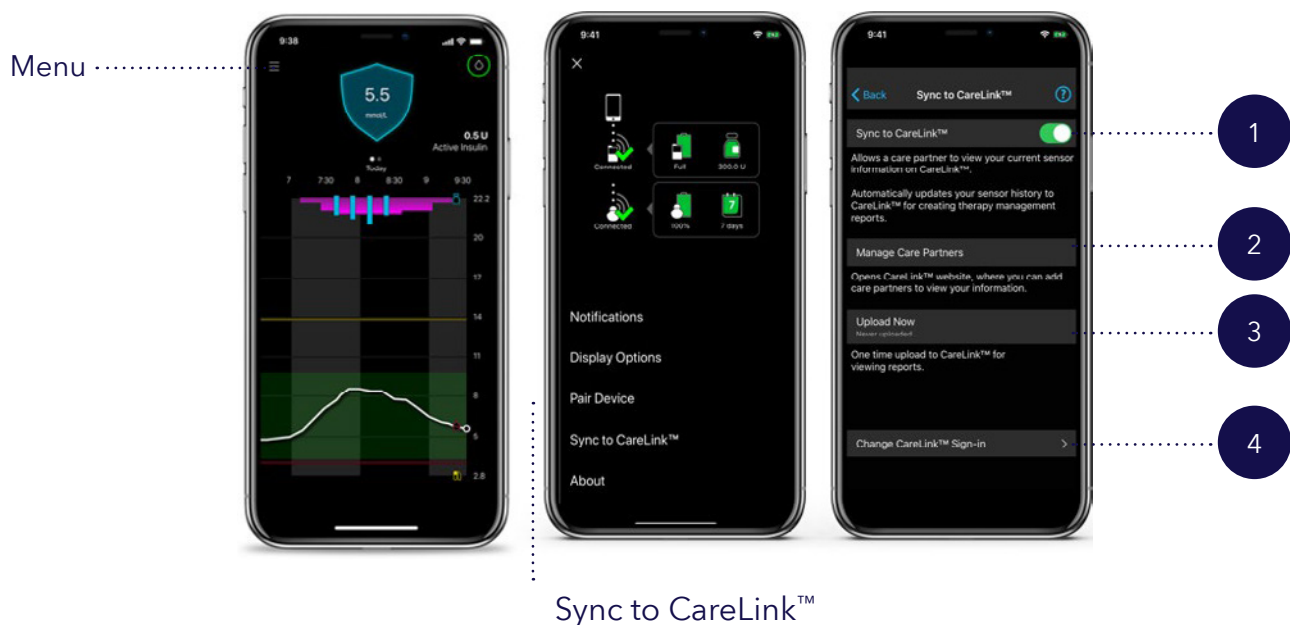 Menu
9:38
5.5
mmol/L
0.5 U
Active Insulin
Today
7 7:30 8 8:30 9 9:30
22.2
20
17
14
11
8
5
2.8
9:41
Connected
Full
300.0 U
Connected
100%
7
7 days
Notifications
Display Options
Pair Device
Sync to CareLink™
About
Sync to CareLink™
9:41
Back
Sync to CareLink™
?
Sync to CareLink™
Allows a care partner to view your current sensor
information on CareLink™.
Automatically updates your sensor history to
CareLink™ for creating therapy management
reports.
Manage Care Partners
Opens CareLink™ website, where you can add
care partners to view your information.
Upload Now
Never uploaded
One time upload to CareLink™ for
viewing reports.
Change CareLink™ Sign-in
1
2
3
4